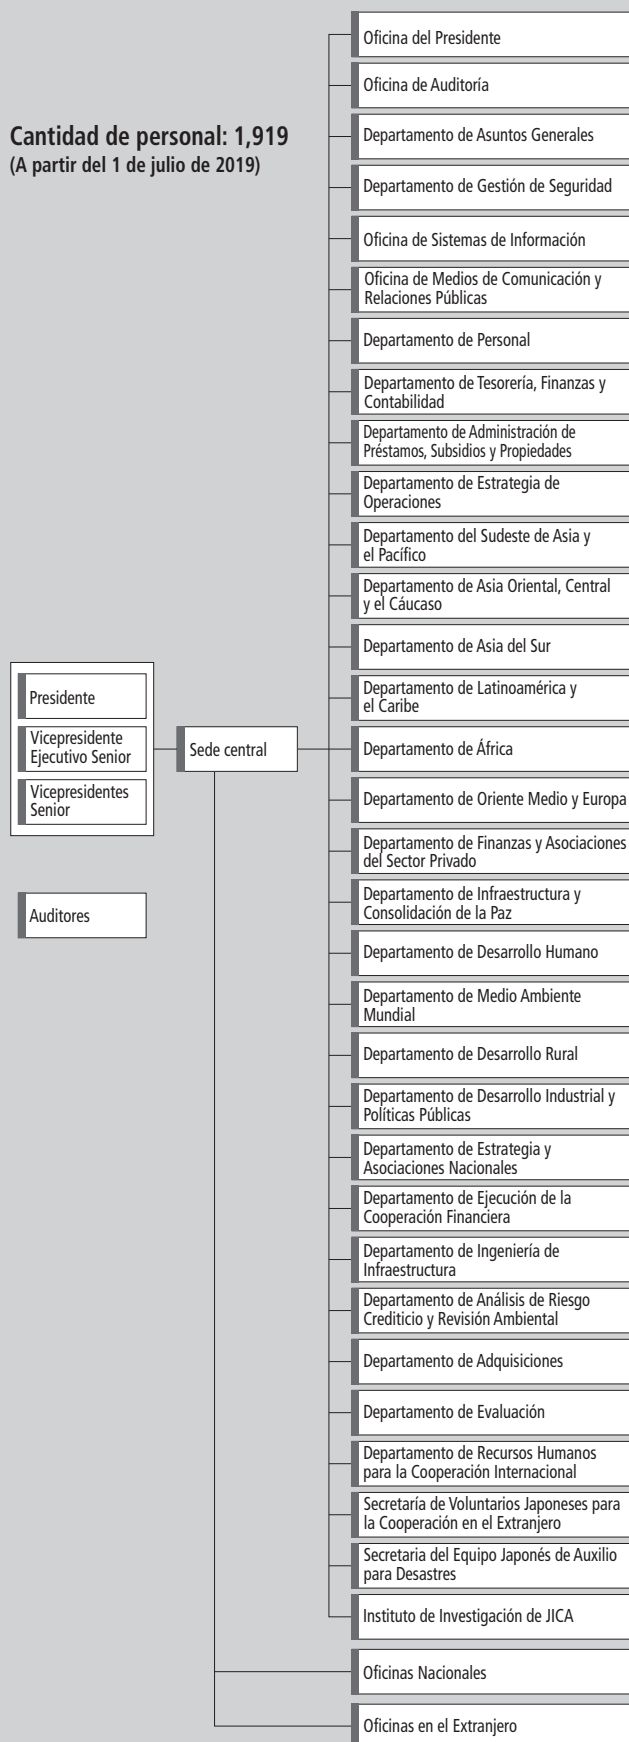 Cantidad de personal: 1,919
(A partir del 1 de julio de 2019)
Presidente
Vicepresidente
Ejecutivo Senior
Vicepresidentes
Senior
Auditores
Sede central
Oficina del Presidente
Oficina de Auditoría
Departamento de Asuntos Generales
Departamento de Gestión de Seguridad
Oficina de Sistemas de Información
Oficina de Medios de Comunicación y
Relaciones Públicas
Departamento de Personal
Departamento de Tesorería, Finanzas y
Contabilidad
Departamento de Administración de
Préstamos, Subsidios y Propiedades
Departamento de Estrategia de
Operaciones
Departamento del Sudeste de Asia y
el Pacífico
Departamento de Asia Oriental, Central
y el Cáucaso
Departamento de Asia del Sur
Departamento de Latinoamérica y
el Caribe
Departamento de África
Departamento de Oriente Medio y Europa
Departamento de Finanzas y Asociaciones
del Sector Privado
Departamento de Infraestructura y
Consolidación de la Paz
Departamento de Desarrollo Humano
Departamento de Medio Ambiente
Mundial
Departamento de Desarrollo Rural
Departamento de Desarrollo Industrial y
Políticas Públicas
Departamento de Estrategia y
Asociaciones Nacionales
Departamento de Ejecución de la
Cooperación Financiera
Departamento de Ingeniería de
Infraestructura
Departamento de Análisis de Riesgo
Crediticio y Revisión Ambiental
Departamento de Adquisiciones
Departamento de Evaluación
Departamento de Recursos Humanos
para la Cooperación Internacional
Secretaría de Voluntarios Japoneses para
la Cooperación en el Extranjero
Secretaria del Equipo Japonés de Auxilio
para Desastres
Instituto de Investigación de JICA
Oficinas Nacionales
Oficinas en el Extranjero